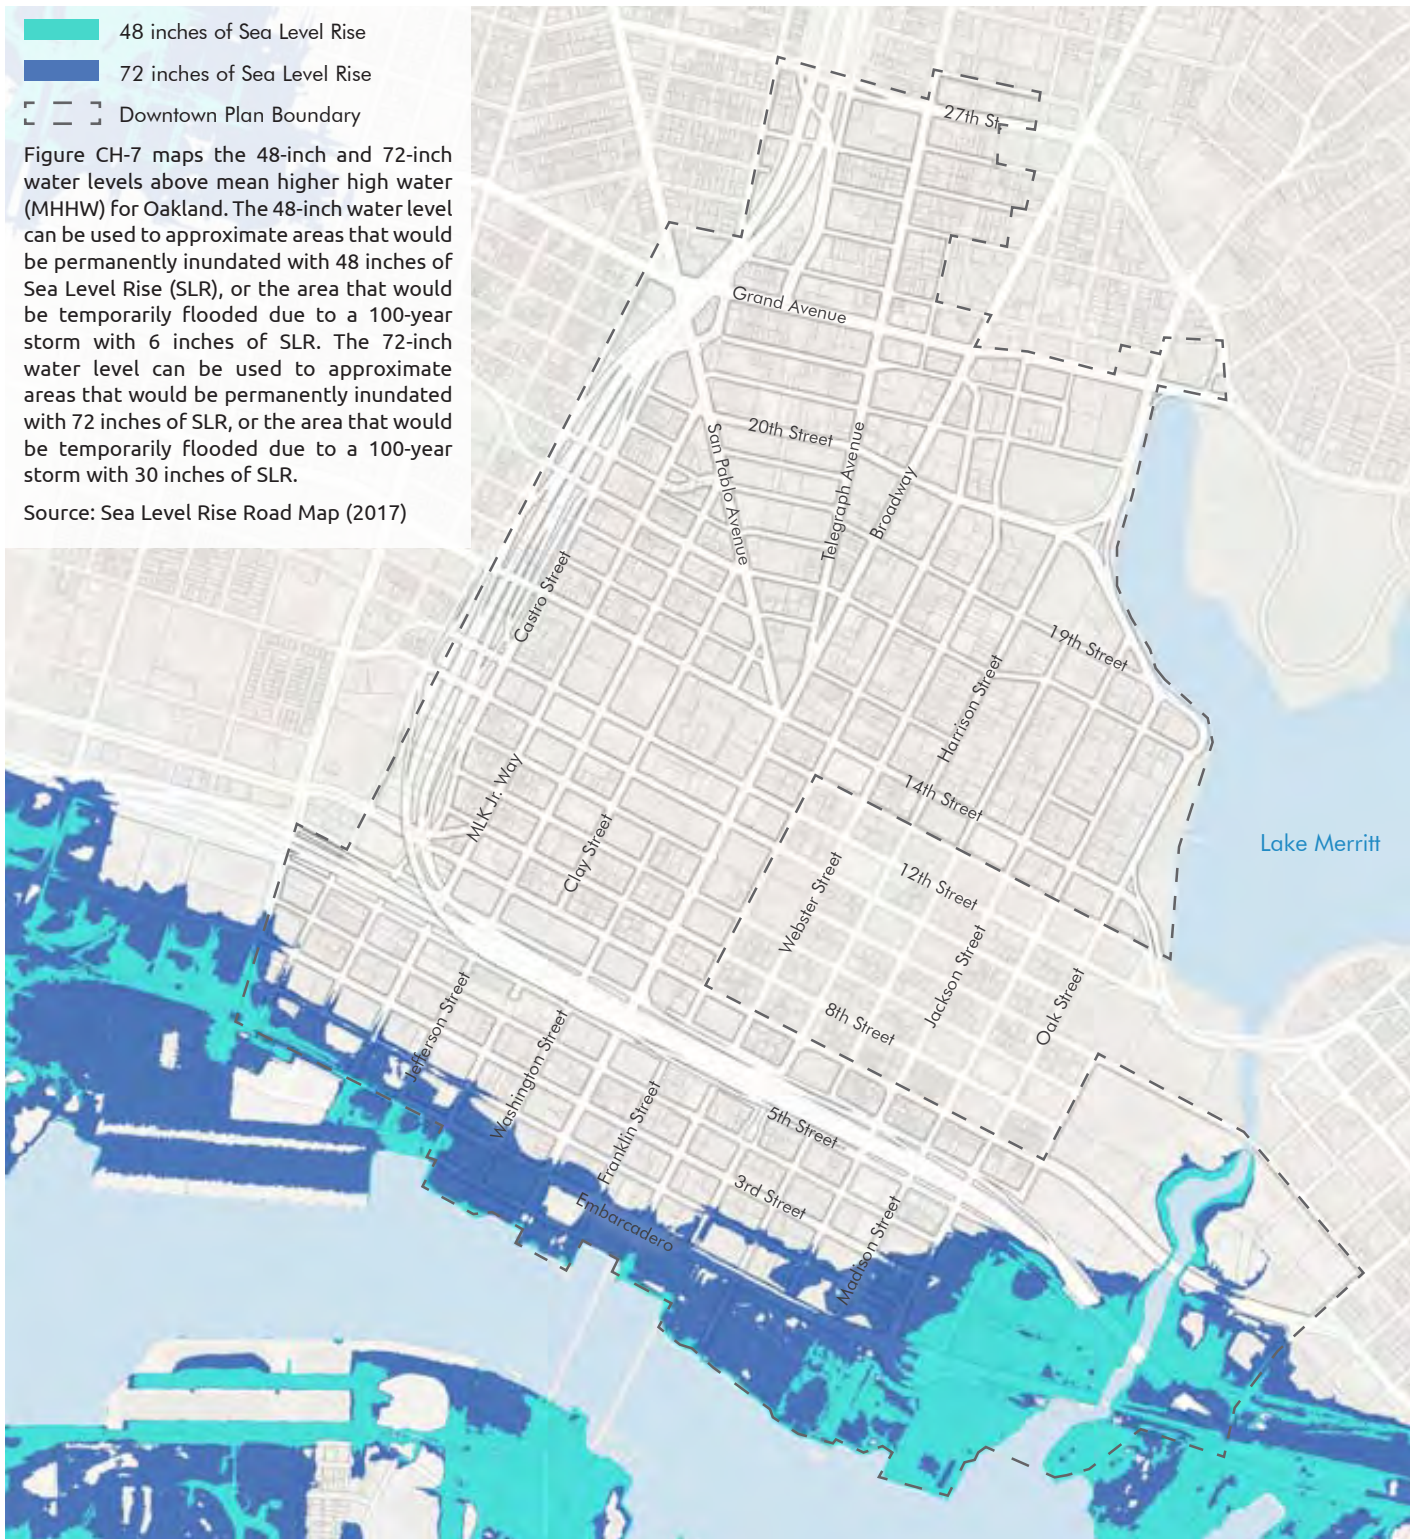 48 inches of Sea Level Rise
72 inches of Sea Level Rise
Downtown Plan Boundary
Figure CH-7 maps the 48-inch and 72-inch
water levels above mean higher high water
(MHHW) for Oakland. The 48-inch water level
can be used to approximate areas that would
be permanently inundated with 48 inches of
Sea Level Rise (SLR), or the area that would
be temporarily flooded due to a 100-year
storm with 6 inches of SLR. The 72-inch
water level can be used to approximate
areas that would be permanently inundated
with 72 inches of SLR, or the area that would
be temporarily flooded due to a 100-year
storm with 30 inches of SLR.
Source: Sea Level Rise Road Map (2017)
27th St.
Grand Avenue
20th Street
San Pablo Avenue
Telegraph Avenue
Broadway
Castro Street
19th Street
Harrison Street
MLK Jr. Way
14th Street
Clay Street
Lake Merritt
Webster Street
12th Street
Jackson Street
Oak Street
Jefferson Street
8th Street
Washington Street
Franklin Street
5th Street
3rd Street
Embarcadero
Madison Street